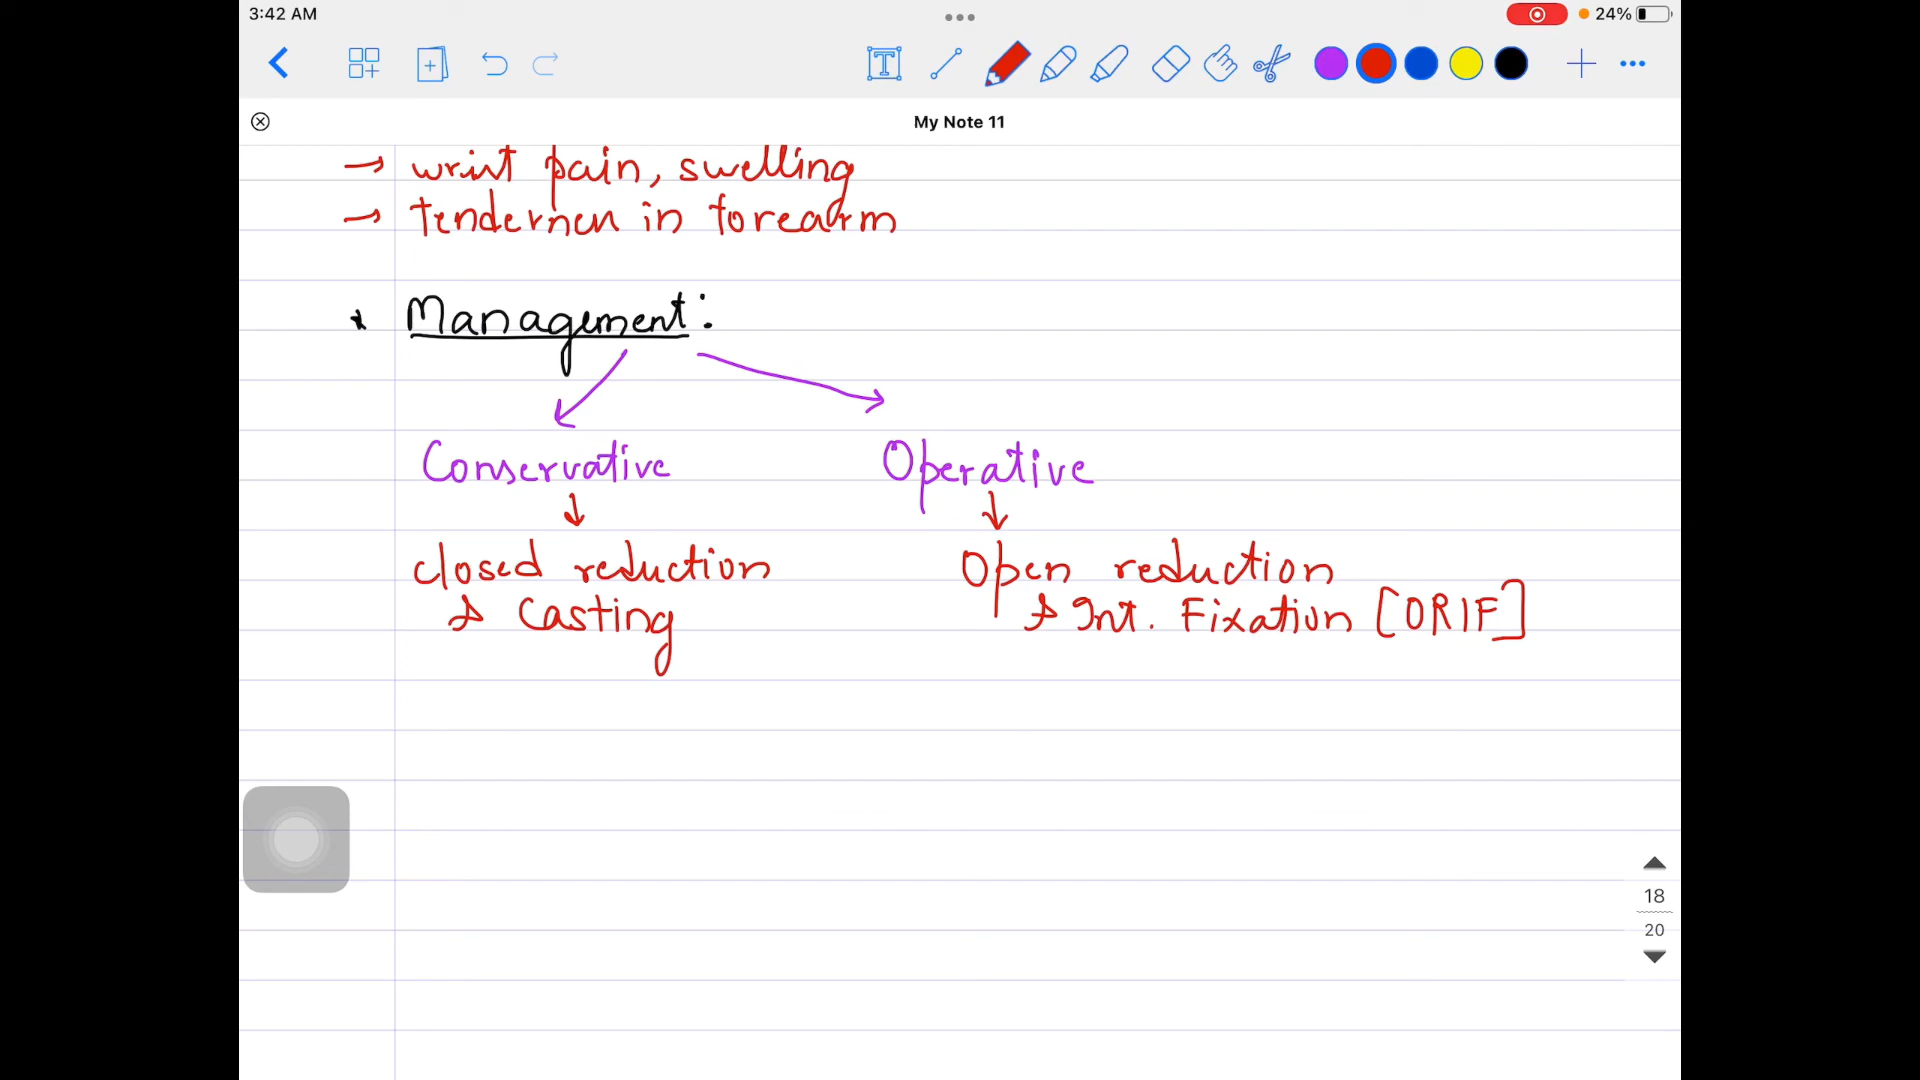 3:42 AM
24%
T
My Note 11
→ wrist pain, swelling
→ tenderness in forearm
* Management:
Conservative Operative
↓ ↓
closed reduction Open reduction
& Casting & Int. Fixation [ORIF]
18
20